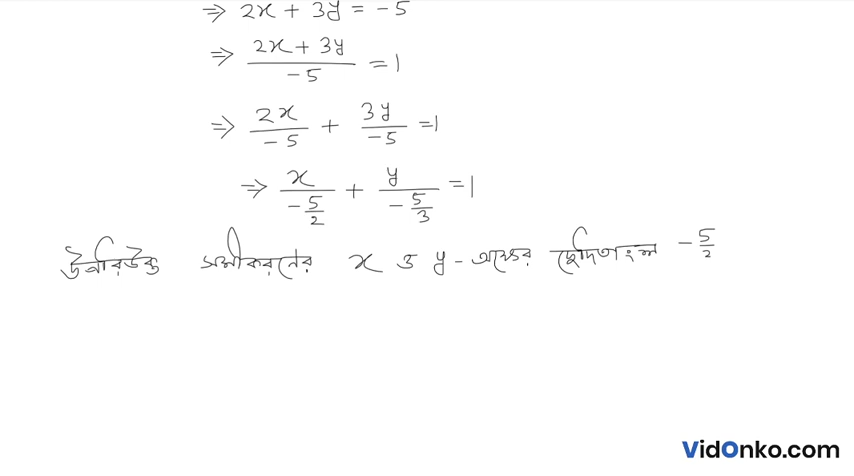 ⇒ 2x + 3y = -5
⇒ (2x + 3y)/(-5) = 1
⇒ 2x/(-5) + 3y/(-5) = 1
⇒ x/(-5/2) + y/(-5/3) = 1
উপরিউক্ত সমীকরণের x ও y-অক্ষের ছেদিতাংশ -5/2
VidOnko.com